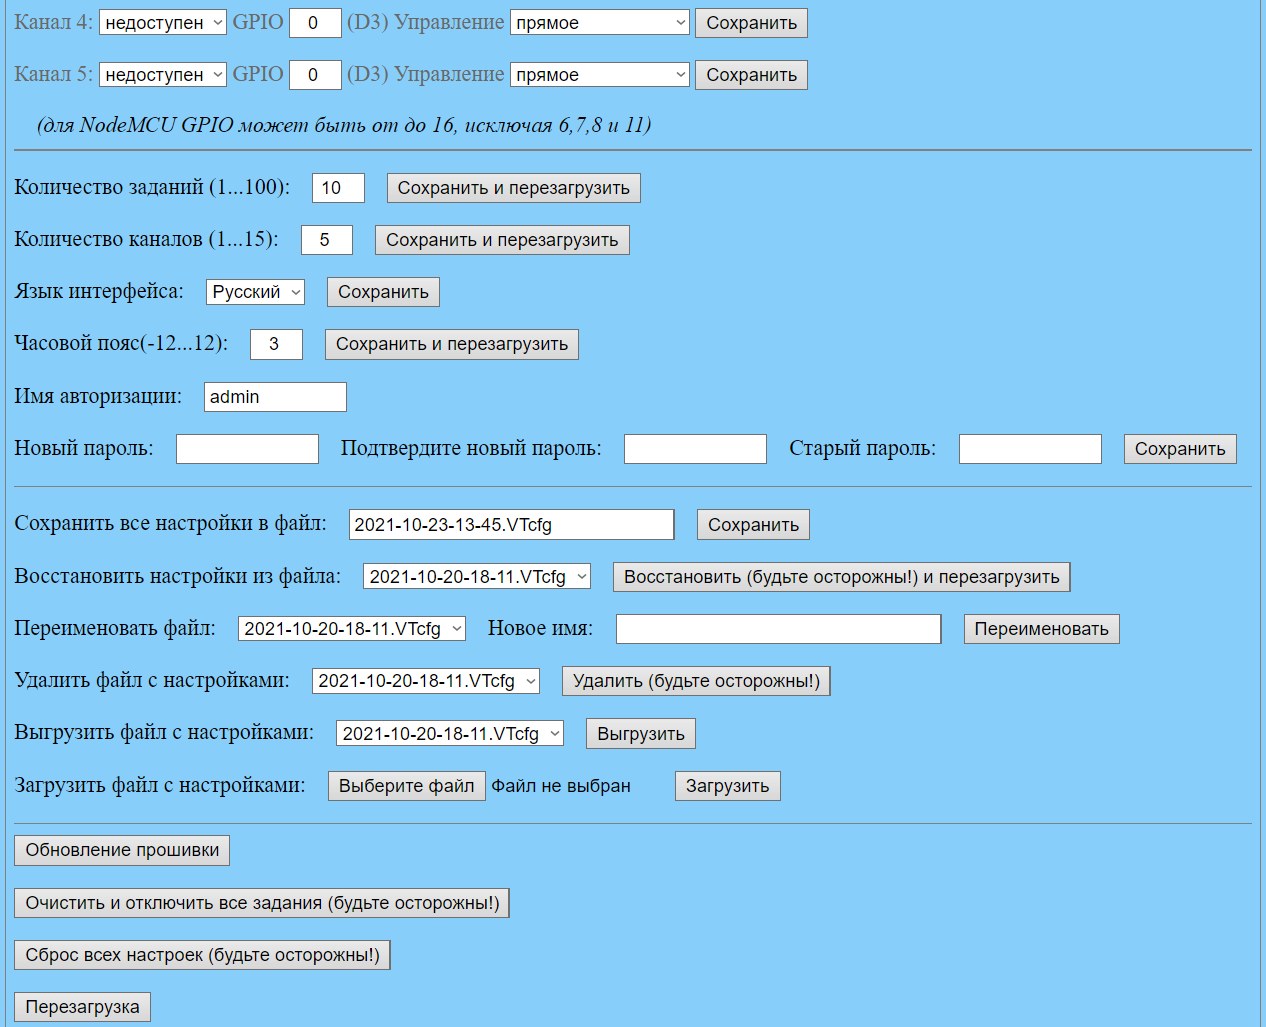 Канал 4: недоступен GPIO 0 (D3) Управление прямое Сохранить
Канал 5: недоступен GPIO 0 (D3) Управление прямое Сохранить
(для NodeMCU GPIO может быть от до 16, исключая 6,7,8 и 11)
Количество заданий (1...100): 10 Сохранить и перезагрузить
Количество каналов (1...15): 5 Сохранить и перезагрузить
Язык интерфейса: Русский Сохранить
Часовой пояс(-12...12): 3 Сохранить и перезагрузить
Имя авторизации: admin
Новый пароль: Подтвердите новый пароль: Старый пароль: Сохранить
Сохранить все настройки в файл: 2021-10-23-13-45.VTcfg Сохранить
Восстановить настройки из файла: 2021-10-20-18-11.VTcfg Восстановить (будьте осторожны!) и перезагрузить
Переименовать файл: 2021-10-20-18-11.VTcfg Новое имя: Переименовать
Удалить файл с настройками: 2021-10-20-18-11.VTcfg Удалить (будьте осторожны!)
Выгрузить файл с настройками: 2021-10-20-18-11.VTcfg Выгрузить
Загрузить файл с настройками: Выберите файл Файл не выбран Загрузить
Обновление прошивки
Очистить и отключить все задания (будьте осторожны!)
Сброс всех настроек (будьте осторожны!)
Перезагрузка